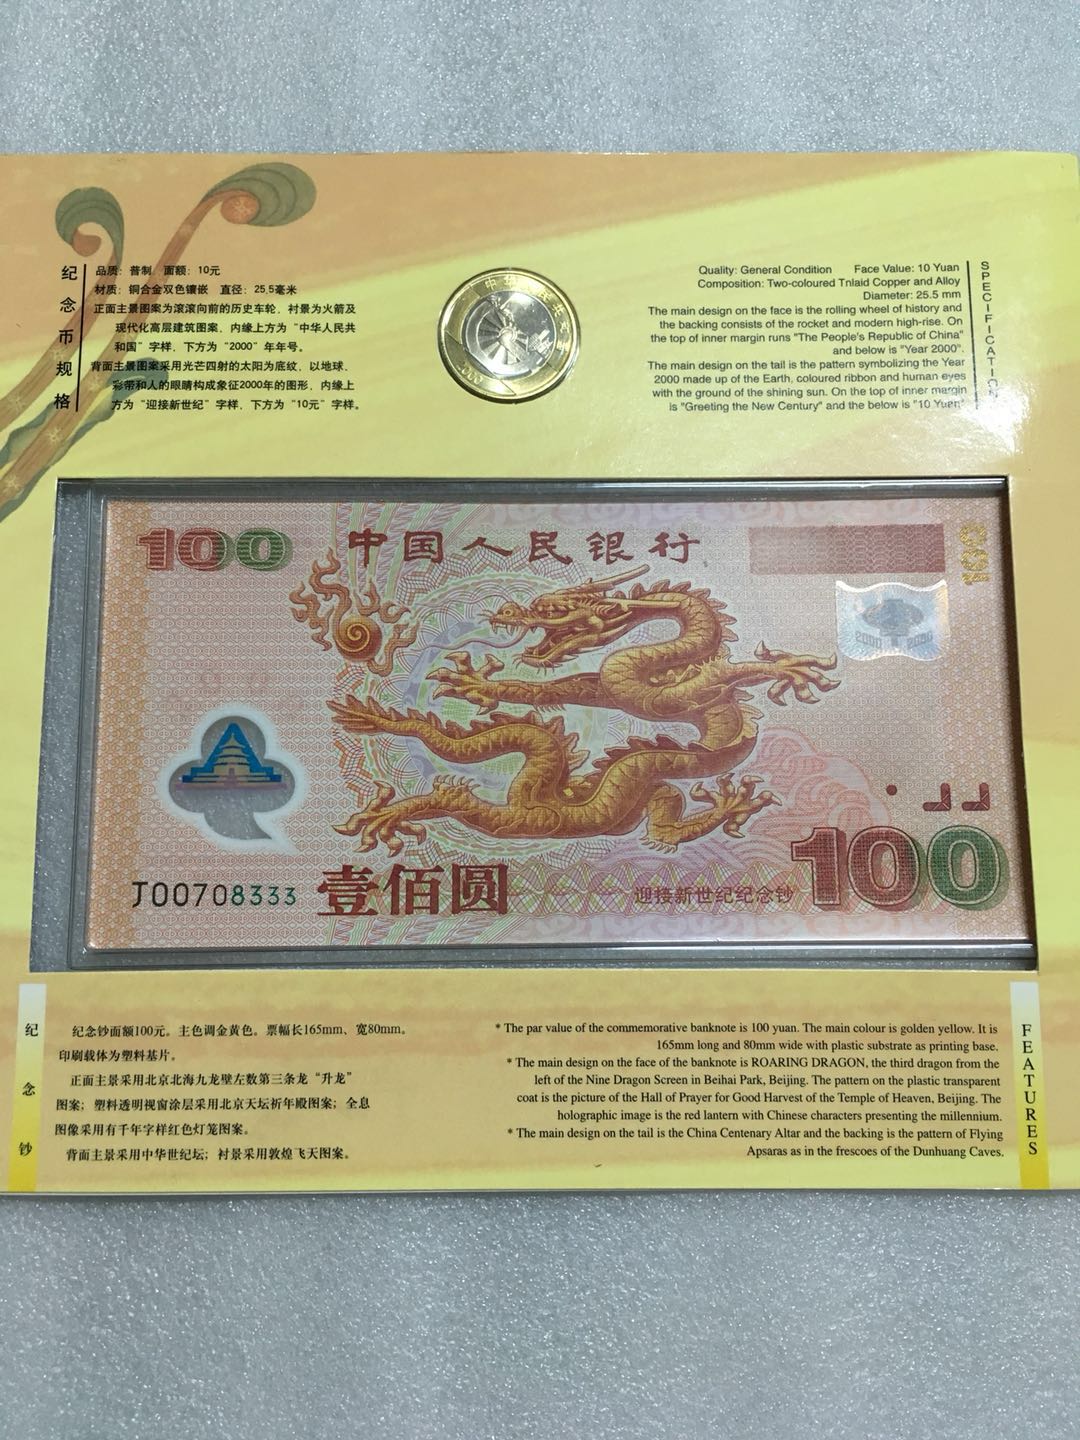 纪念币规格
品质: 普制 面额: 10元
材质: 铜合金双色镶嵌 直径: 25.5毫米
正面主景图案为滚滚向前的历史车轮, 衬景为火箭及
现代化高层建筑图案. 内缘上方为"中华人民共
和国"字样, 下方为"2000"年年号。
背面主景图案采用光芒四射的太阳为底纹, 以地球、
彩带和人的眼睛构成象征2000年的图形, 内缘上
方为"迎接新世纪"字样, 下方为"10元"字样。
中华人民共和国
2000
Quality: General Condition Face Value: 10 Yuan
Composition: Two-coloured Tnlaid Copper and Alloy
Diameter: 25.5 mm
The main design on the face is the rolling wheel of history and
the backing consists of the rocket and modern high-rise. On
the top of inner margin runs "The People's Republic of China"
and below is "Year 2000".
The main design on the tail is the pattern symbolizing the Year
2000 made up of the Earth, coloured ribbon and human eyes
with the ground of the shining sun. On the top of inner margin
is "Greeting the New Century" and the below is "10 Yuan"
SPECIFICATION
100
中国人民银行
100
J00708333
壹佰圆
迎接新世纪纪念钞
100
纪念钞
纪念钞面额100元。主色调金黄色。票幅长165mm、宽80mm。
印刷载体为塑料基片。
正面主景采用北京北海九龙壁左数第三条龙"升龙"
图案; 塑料透明视窗涂层采用北京天坛祈年殿图案; 全息
图像采用有千年字样红色灯笼图案。
背面主景采用中华世纪坛; 衬景采用敦煌飞天图案。
* The par value of the commemorative banknote is 100 yuan. The main colour is golden yellow. It is
165mm long and 80mm wide with plastic substrate as printing base.
* The main design on the face of the banknote is ROARING DRAGON, the third dragon from the
left of the Nine Dragon Screen in Beihai Park, Beijing. The pattern on the plastic transparent
coat is the picture of the Hall of Prayer for Good Harvest of the Temple of Heaven, Beijing. The
holographic image is the red lantern with Chinese characters presenting the millennium.
* The main design on the tail is the China Centenary Altar and the backing is the pattern of Flying
Apsaras as in the frescoes of the Dunhuang Caves.
FEATURES